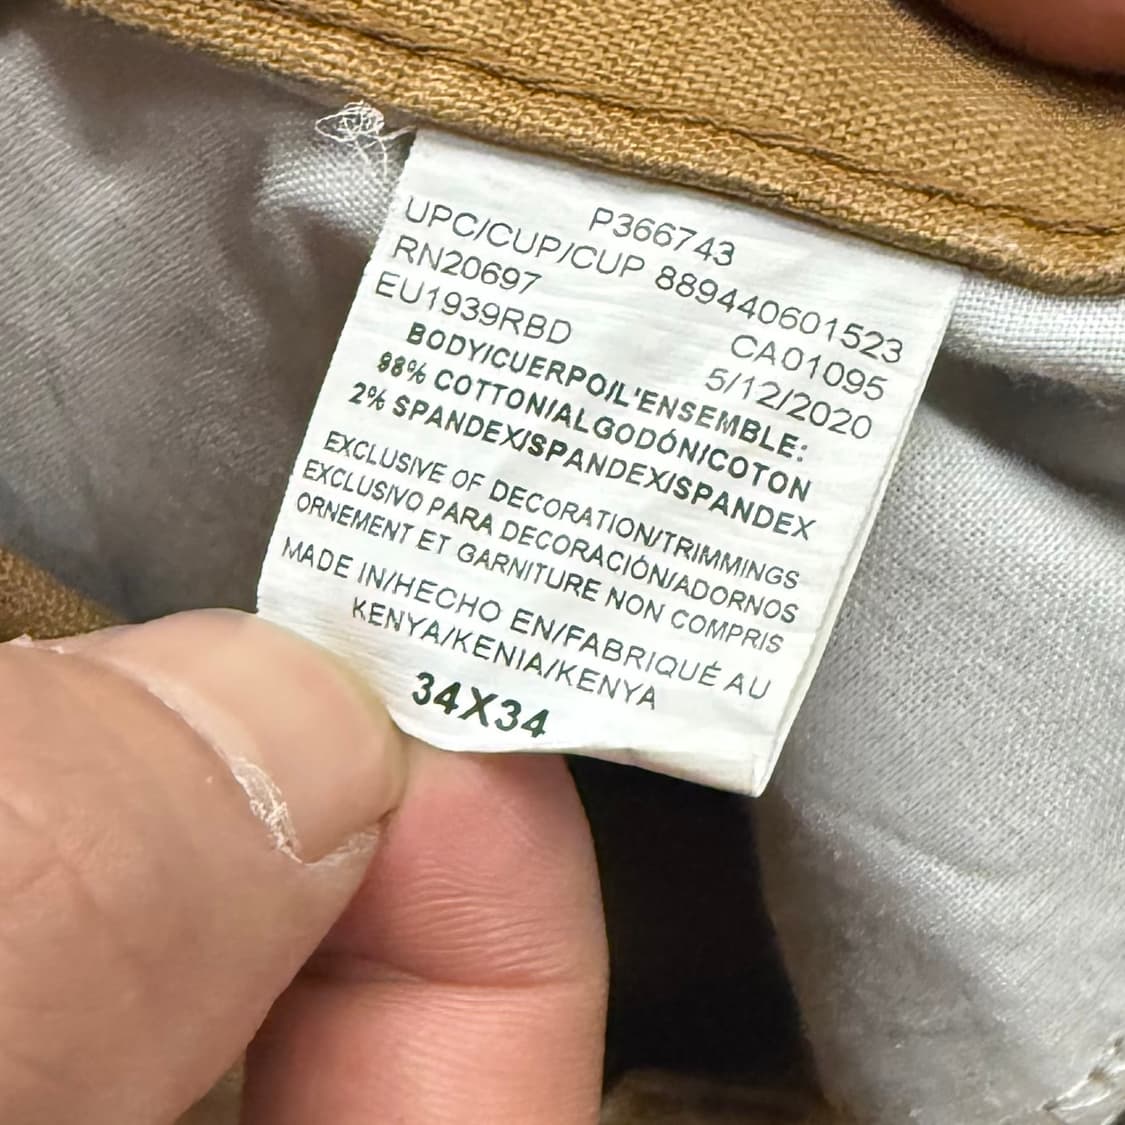 P366743
UPC/CUP/CUP 889440601523
RN20697 CA01095
EU1939RBD 5/12/2020
BODY/CUERPO/L'ENSEMBLE:
98% COTTON/ALGODÓN/COTON
2% SPANDEX/SPANDEX/SPANDEX
EXCLUSIVE OF DECORATION/TRIMMINGS
EXCLUSIVO PARA DECORACIÓN/ADORNOS
ORNEMENT ET GARNITURE NON COMPRIS
MADE IN/HECHO EN/FABRIQUÉ AU
KENYA/KENIA/KENYA
34X34